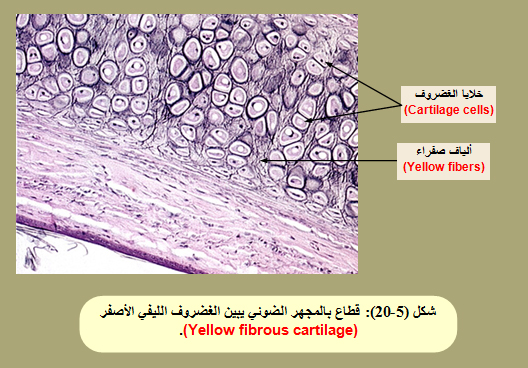 خلايا الغضروف
(Cartilage cells)
ألياف صفراء
(Yellow fibers)
شكل (5-20): قطاع بالمجهر الضوني يبين الغضروف الليفي الأصفر
(Yellow fibrous cartilage).